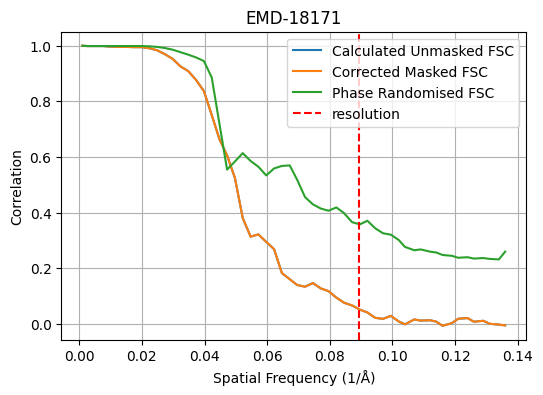 EMD-18171
Calculated Unmasked FSC
Corrected Masked FSC
Phase Randomised FSC
resolution
Correlation
1.0
0.8
0.6
0.4
0.2
0.0
0.00 0.02 0.04 0.06 0.08 0.10 0.12 0.14
Spatial Frequency (1/Å)